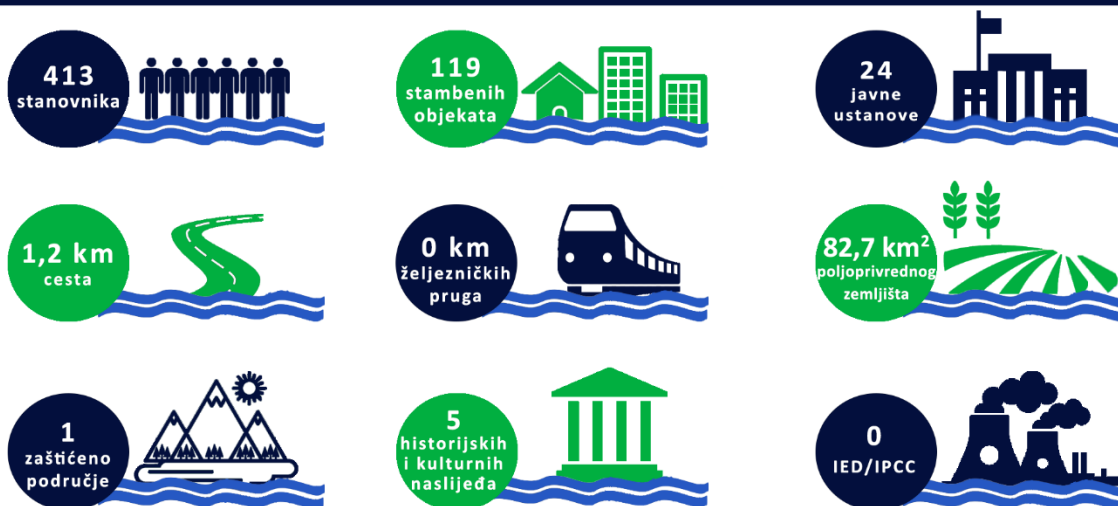 413
stanovnika
119
stambenih
objekata
24
javne
ustanove
1,2 km
cesta
0 km
željezničkih
pruga
82,7 km²
poljoprivrednog
zemljišta
1
zaštićeno
područje
5
historijskih
i kulturnih
naslijeđa
0
IED/IPCC